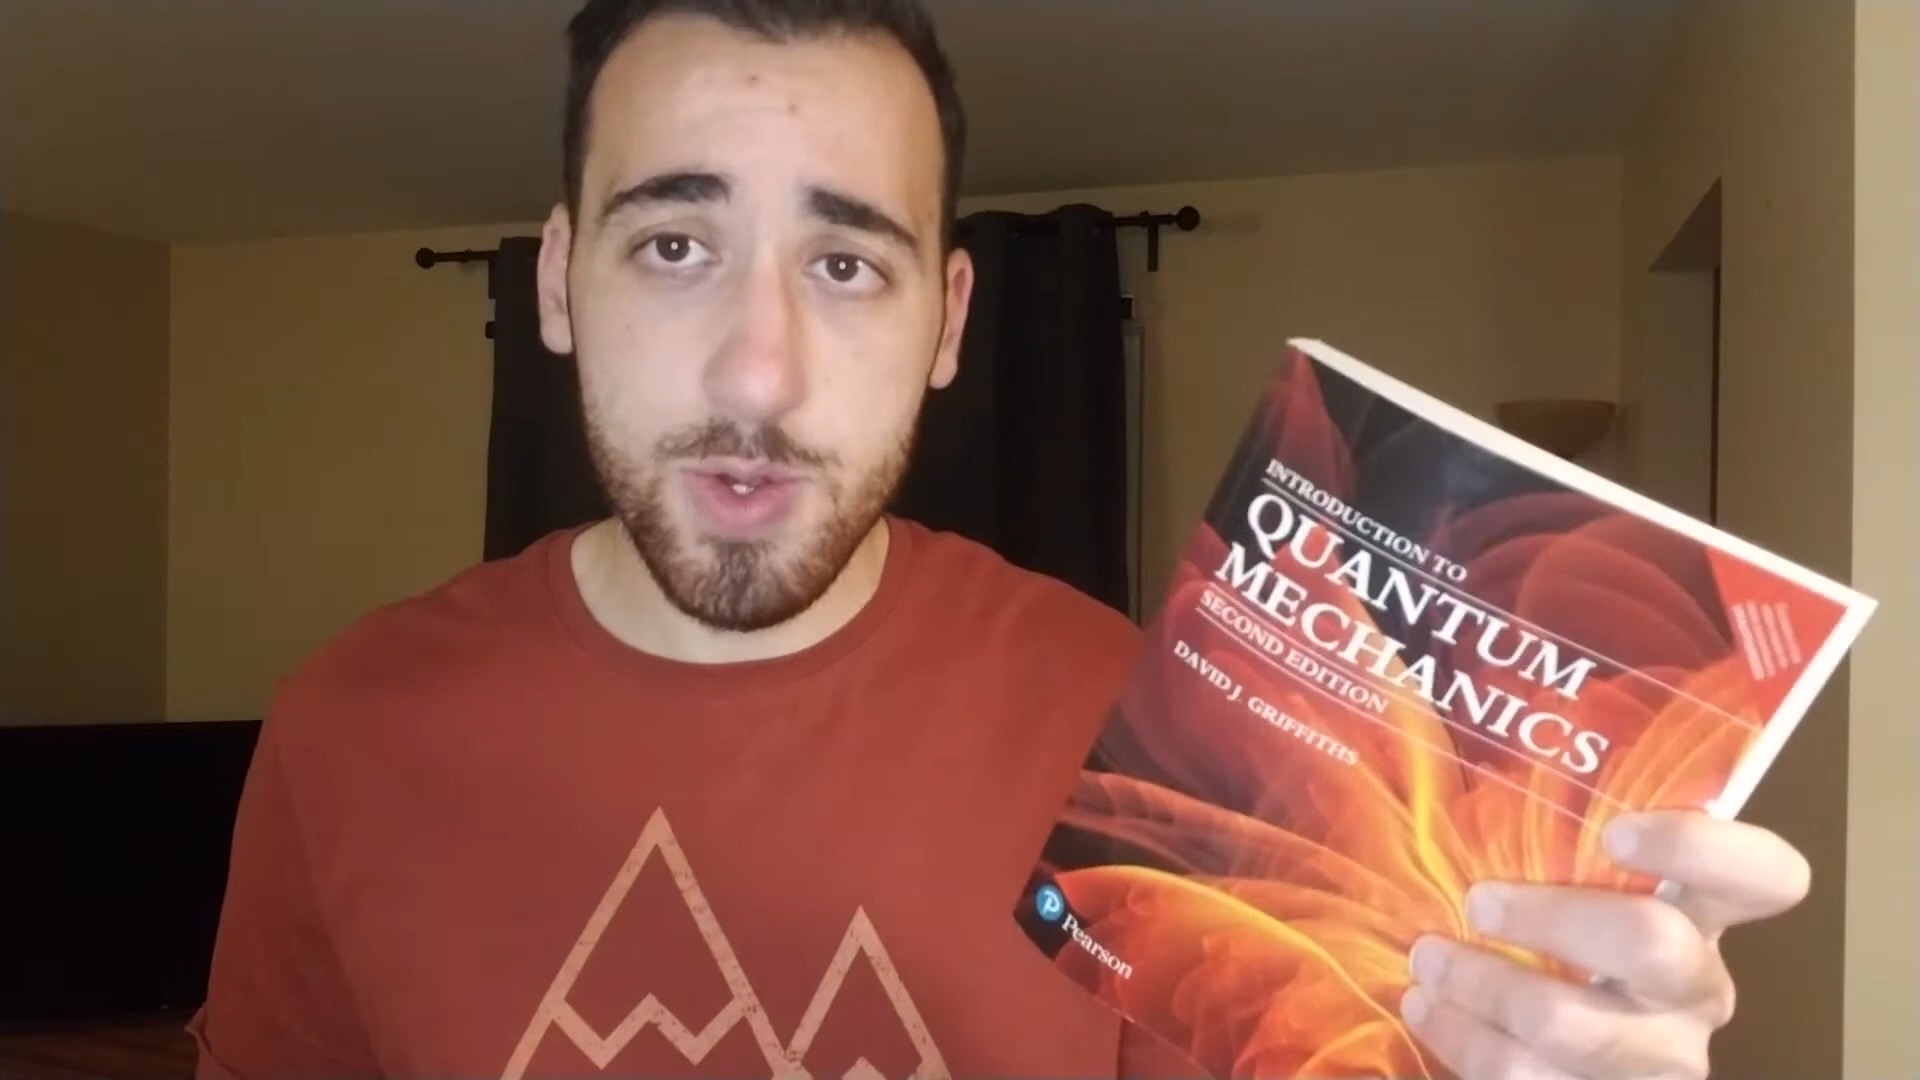 INTRODUCTION TO
QUANTUM
MECHANICS
SECOND EDITION
DAVID J. GRIFFITHS
Pearson